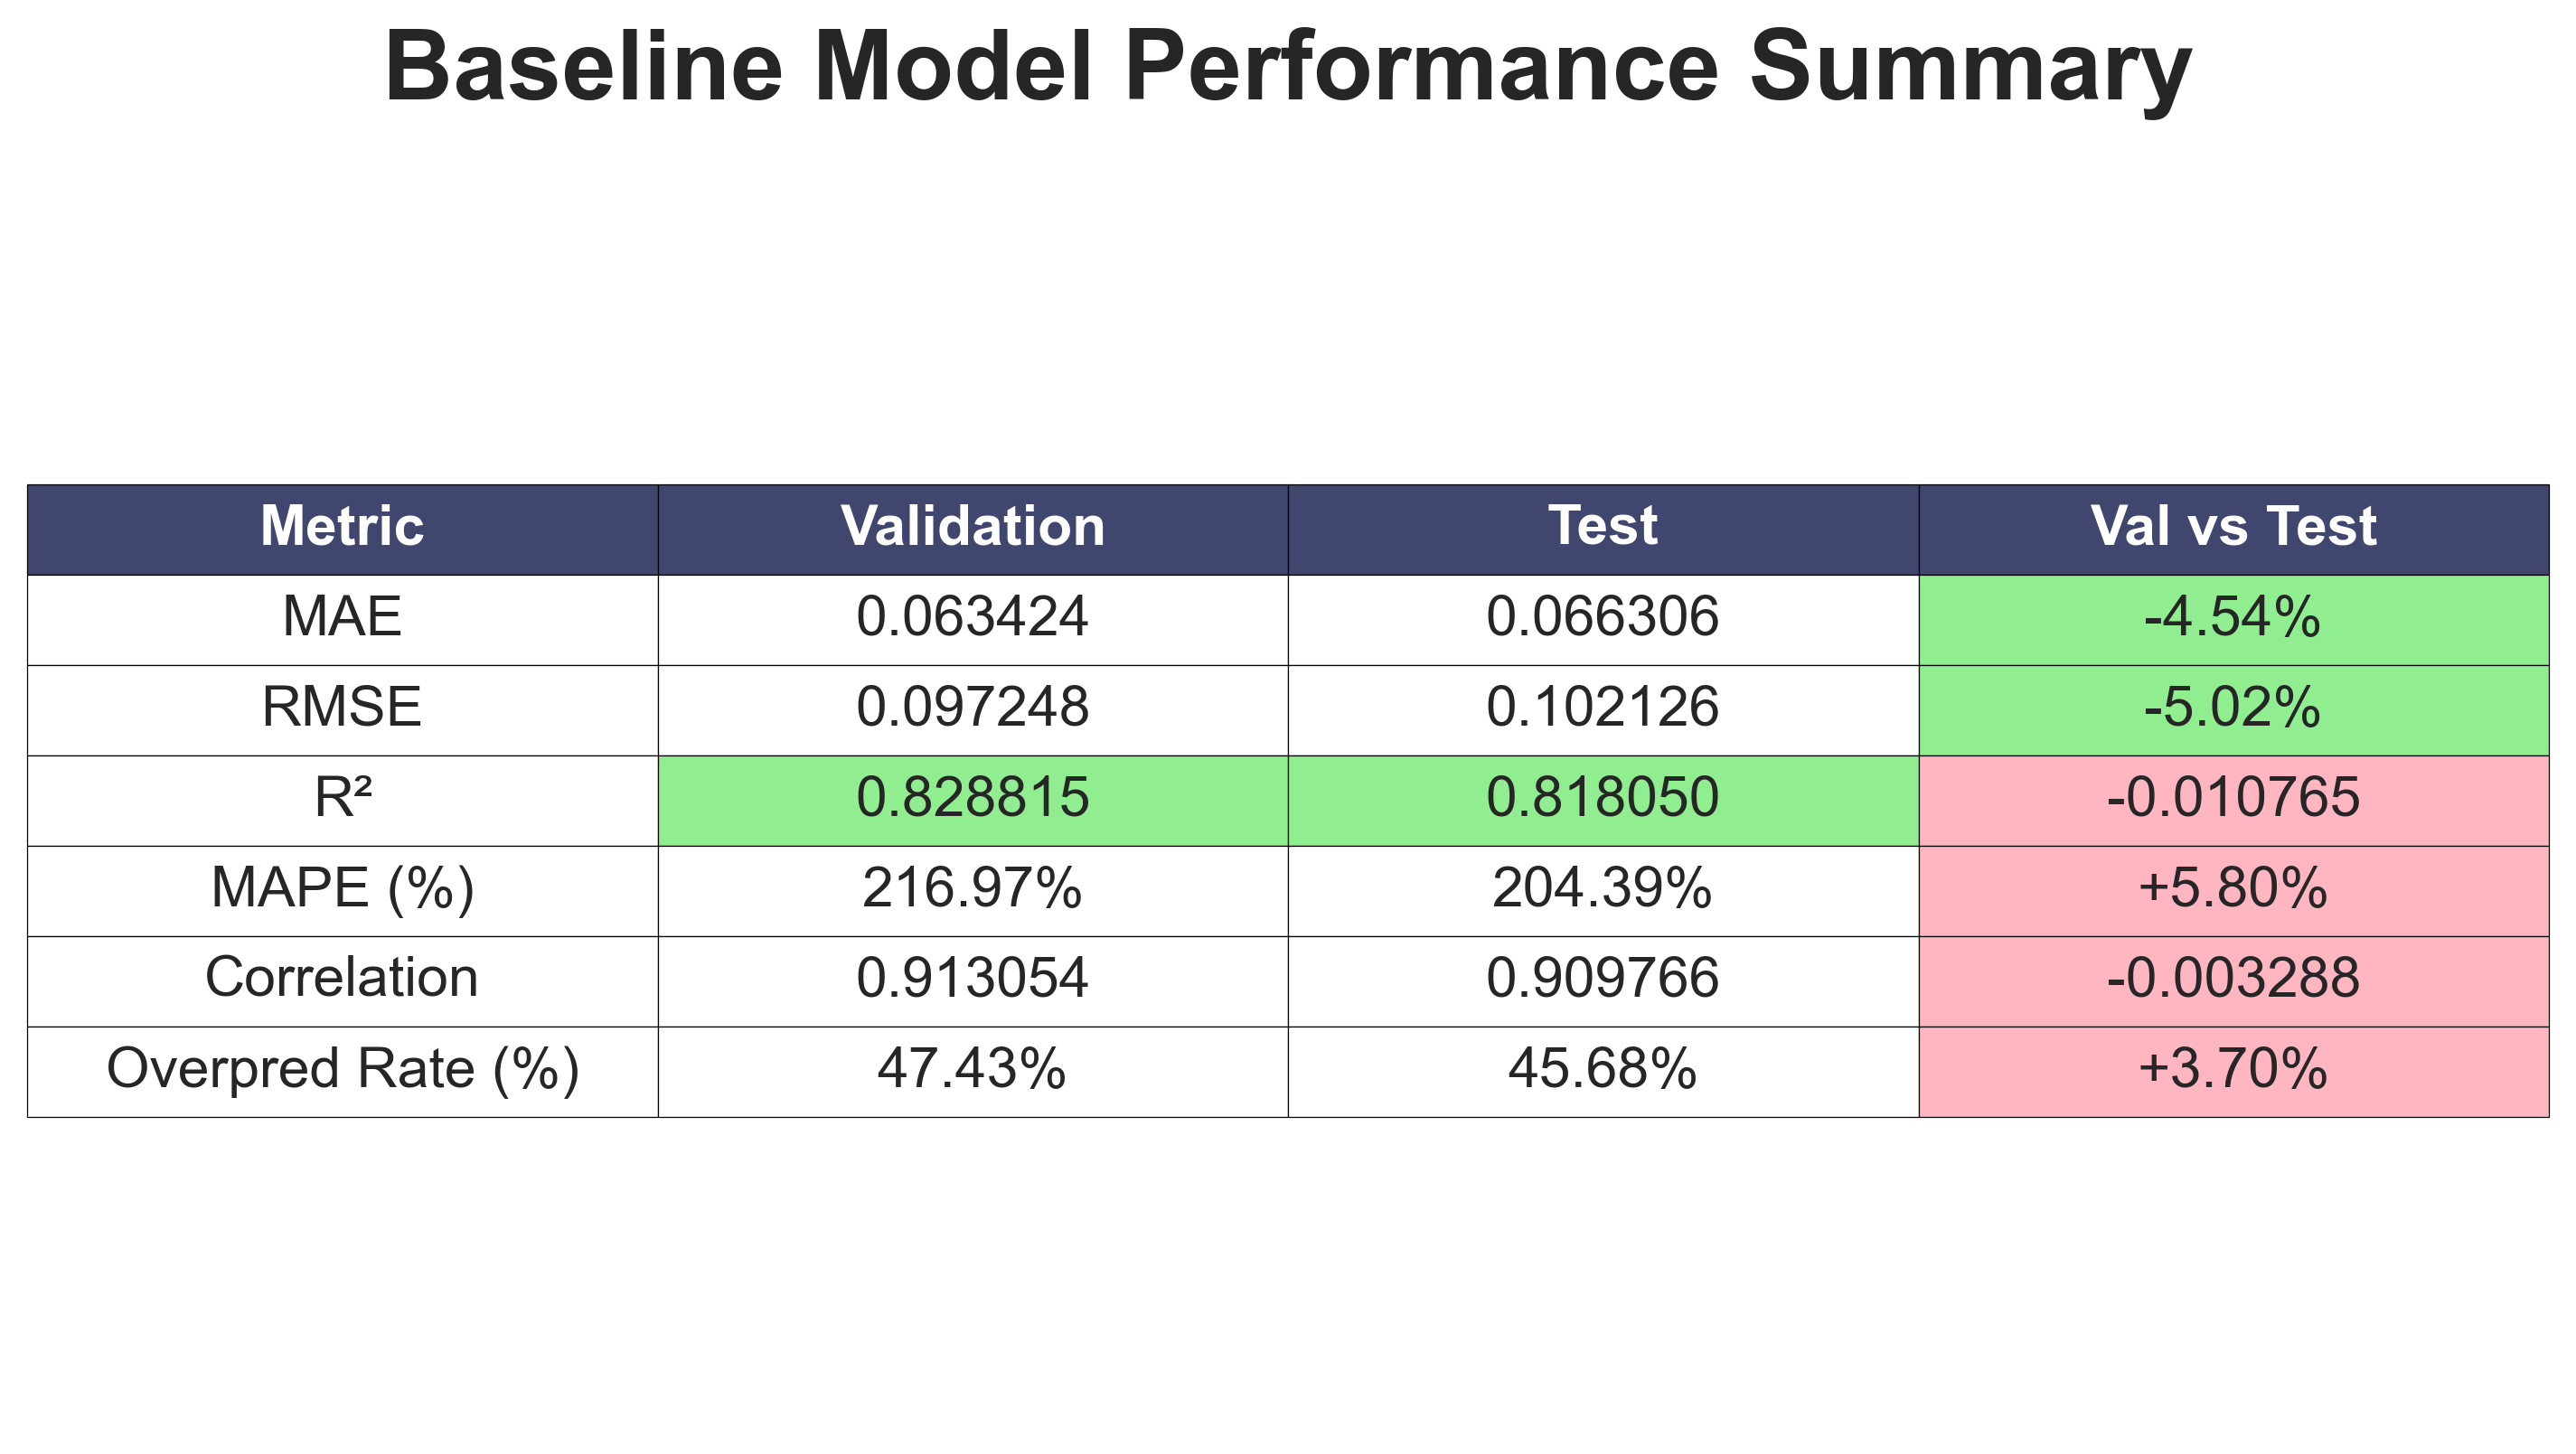 Baseline Model Performance Summary
Metric Validation Test Val vs Test
MAE 0.063424 0.066306 -4.54%
RMSE 0.097248 0.102126 -5.02%
R² 0.828815 0.818050 -0.010765
MAPE (%) 216.97% 204.39% +5.80%
Correlation 0.913054 0.909766 -0.003288
Overpred Rate (%) 47.43% 45.68% +3.70%